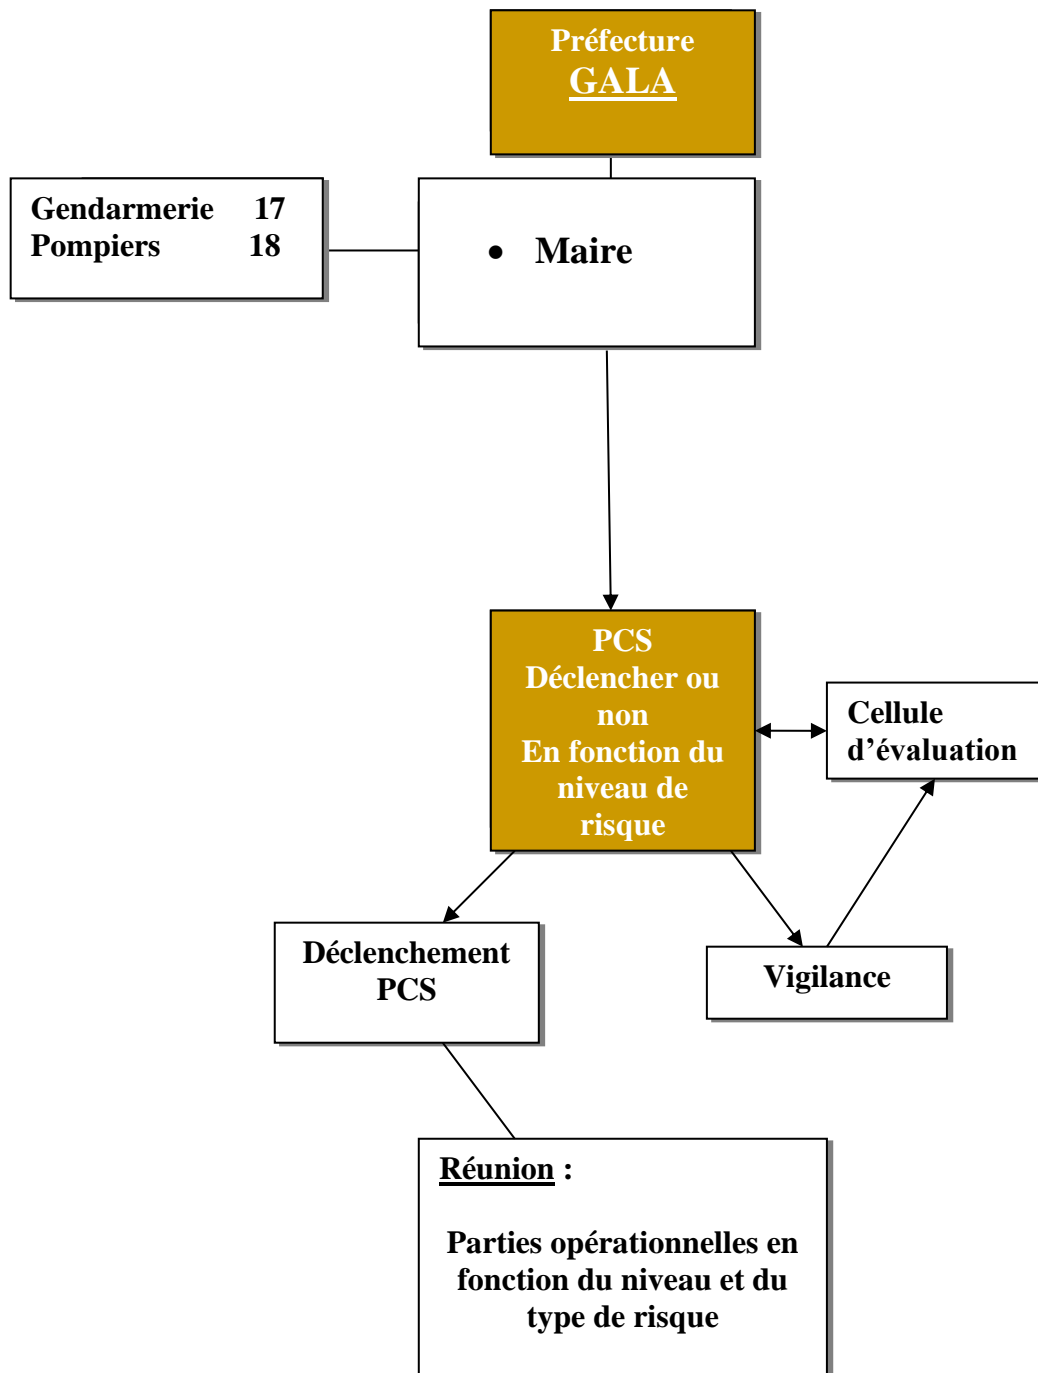 Préfecture
GALA
Gendarmerie 17
Pompiers 18
• Maire
PCS
Déclencher ou
non
En fonction du
niveau de
risque
Cellule
d’évaluation
Déclenchement
PCS
Vigilance
Réunion :
Parties opérationnelles en
fonction du niveau et du
type de risque